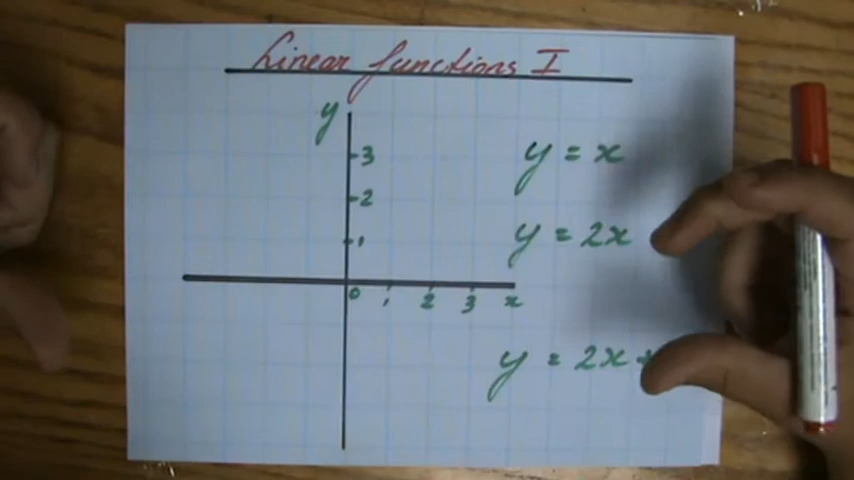 Linear functions I
y
3
2
1
0 1 2 3 x
y = x
y = 2x
y = 2x +